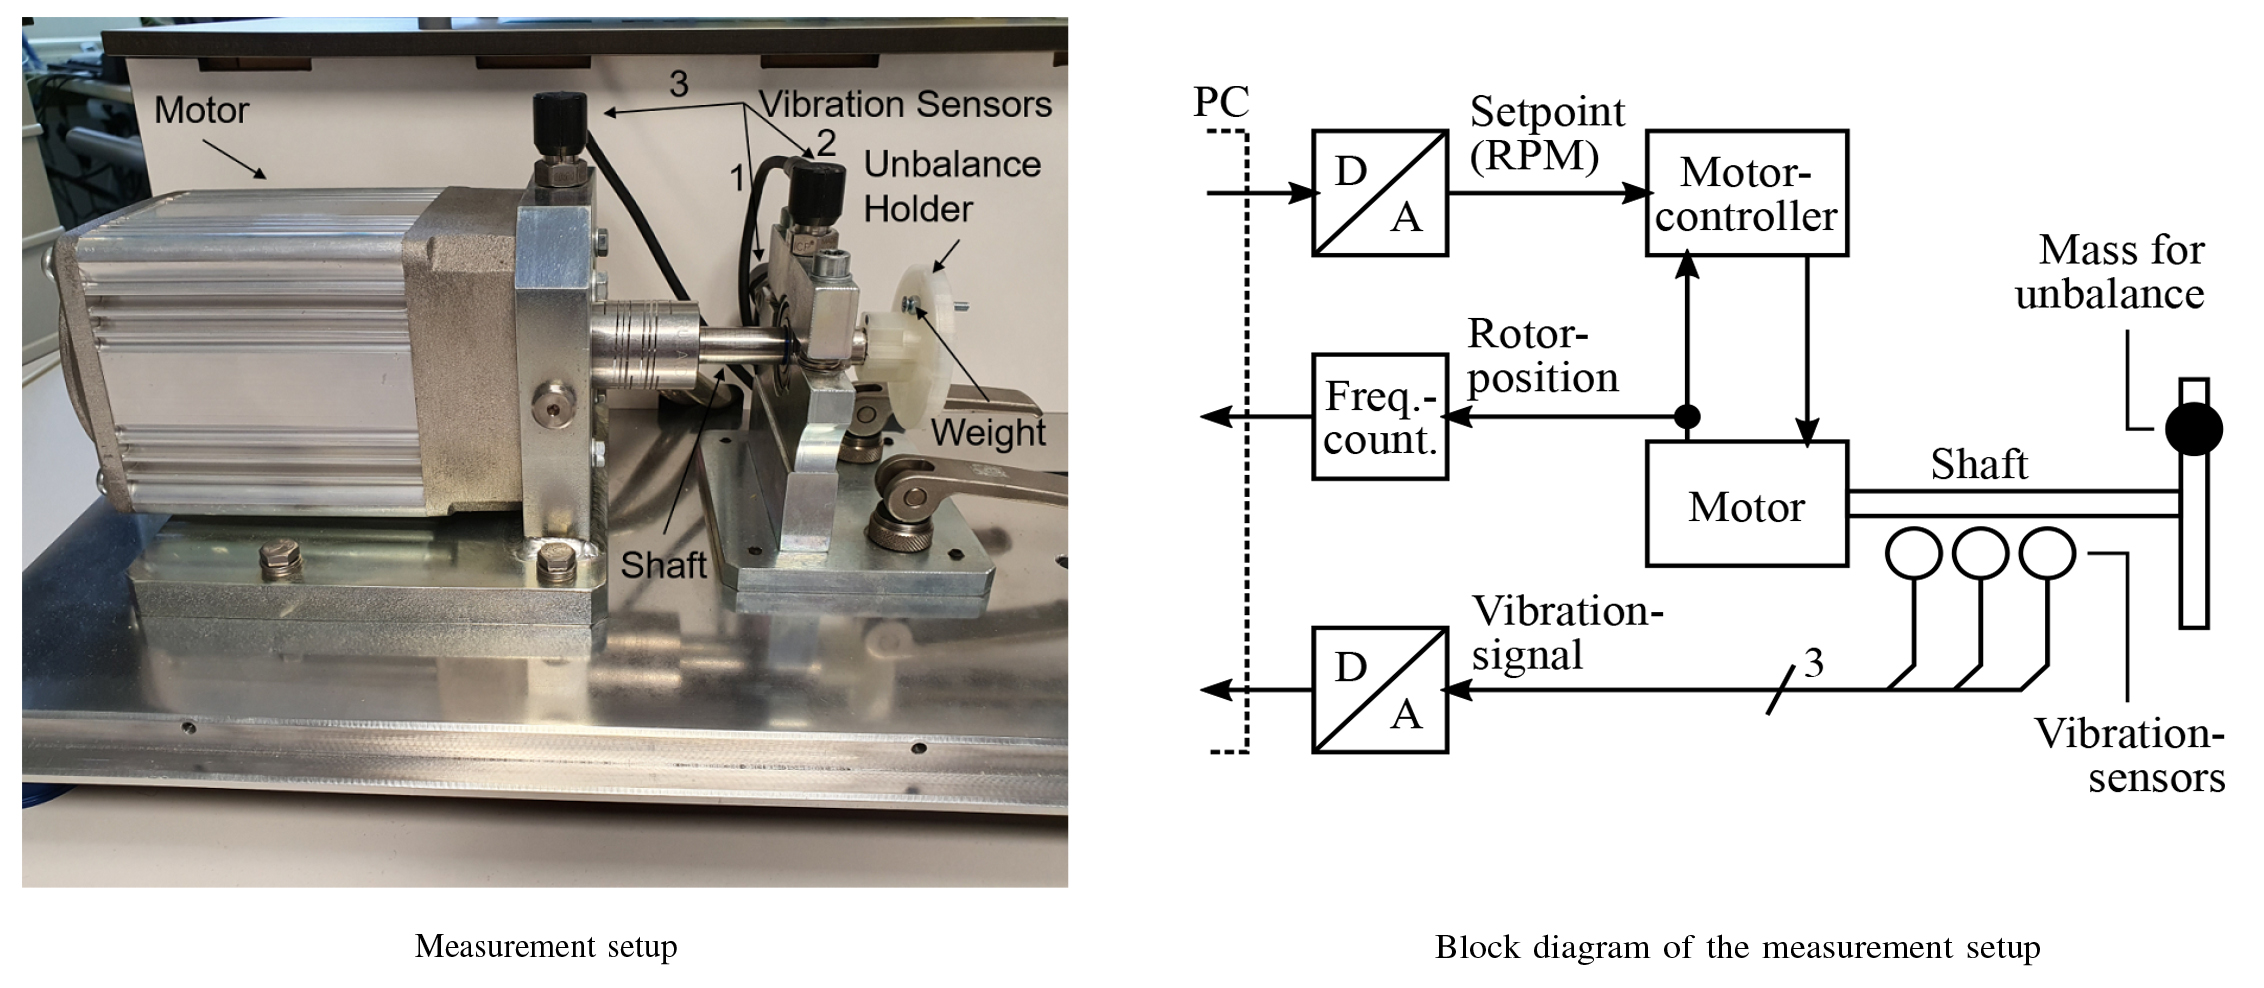 Motor
3
Vibration Sensors
2
1
Unbalance
Holder
Weight
Shaft
Measurement setup
PC
D
A
Setpoint
(RPM)
Motor-
controller
Mass for
unbalance
Rotor-
position
Freq.-
count.
Motor
Shaft
Vibration-
signal
D
A
3
Vibration-
sensors
Block diagram of the measurement setup